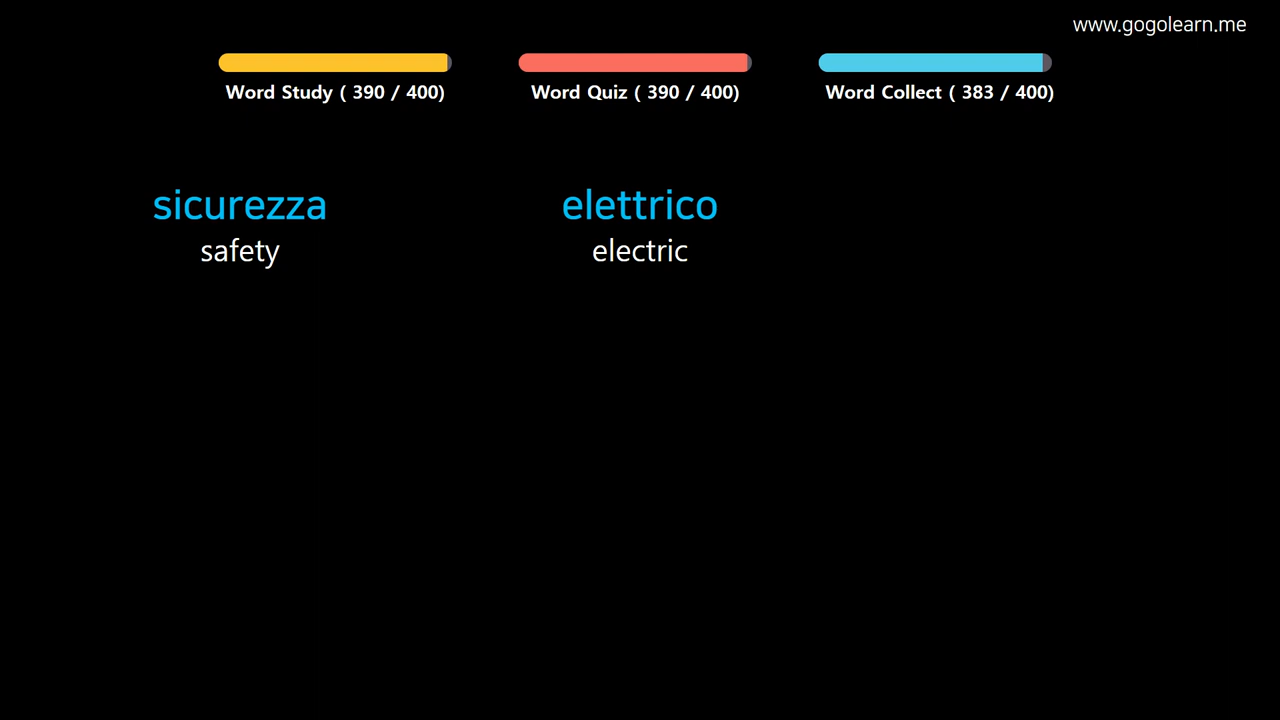 www.gogolearn.me
Word Study ( 390 / 400)
Word Quiz ( 390 / 400)
Word Collect ( 383 / 400)
sicurezza
safety
elettrico
electric